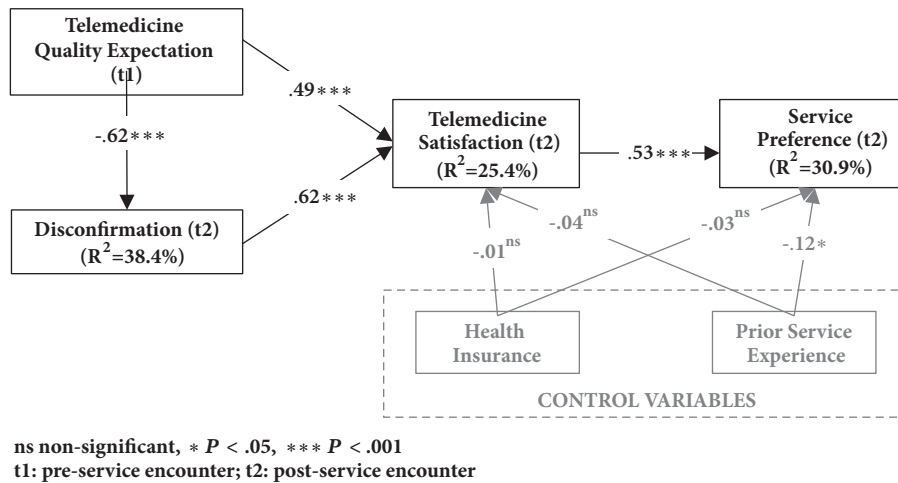 Telemedicine
Quality Expectation
(t1)
.49∗∗∗
-.62∗∗∗
Telemedicine
Satisfaction (t2)
(R²=25.4%)
.53∗∗∗
Service
Preference (t2)
(R²=30.9%)
.62∗∗∗
Disconfirmation (t2)
(R²=38.4%)
-.01ⁿˢ
-.04ⁿˢ
-.03ⁿˢ
-.12∗
Health
Insurance
Prior Service
Experience
CONTROL VARIABLES
ns non-significant, ∗ P < .05, ∗∗∗ P < .001
t1: pre-service encounter; t2: post-service encounter